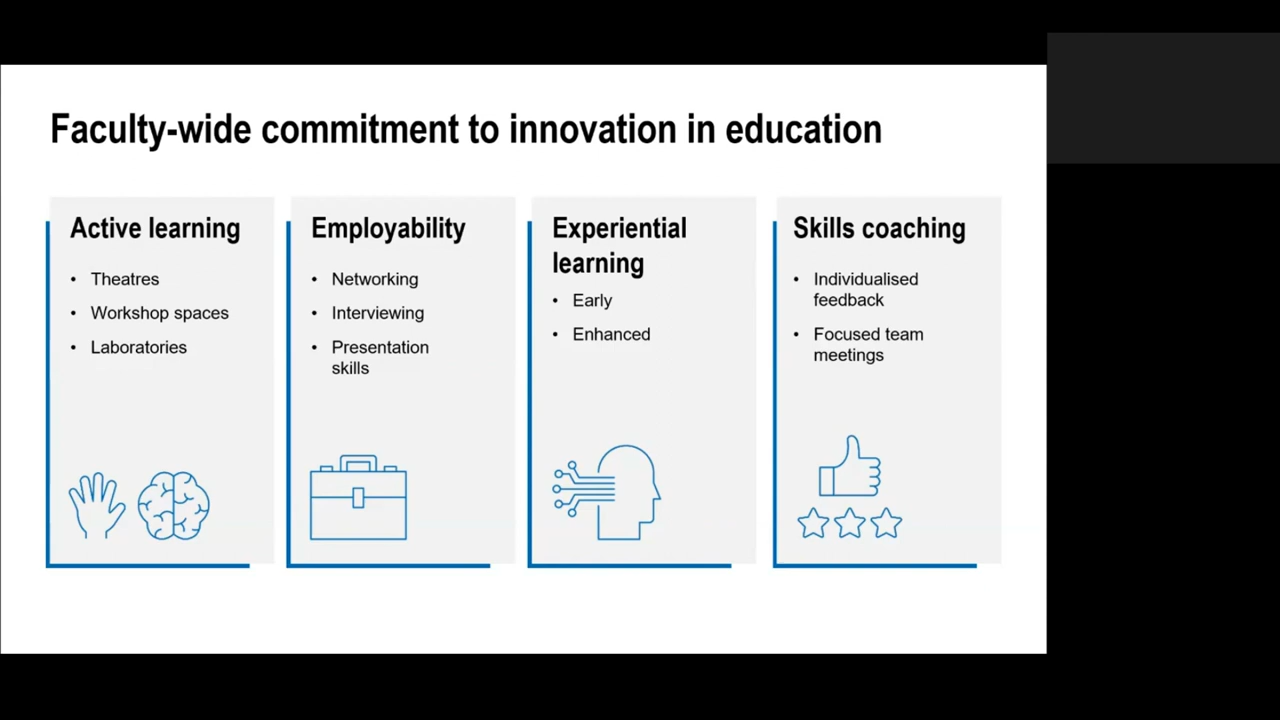 Faculty-wide commitment to innovation in education
Active learning
• Theatres
• Workshop spaces
• Laboratories
Employability
• Networking
• Interviewing
• Presentation
skills
Experiential
learning
• Early
• Enhanced
Skills coaching
• Individualised
feedback
• Focused team
meetings